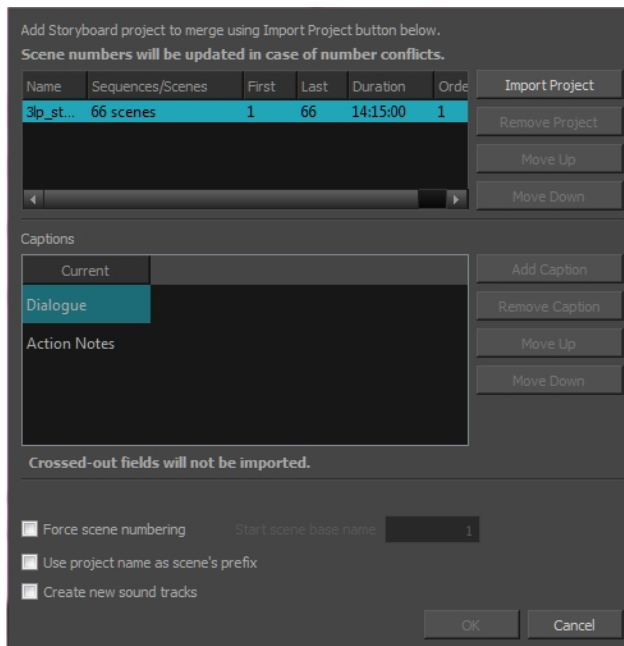 Add Storyboard project to merge using Import Project button below.
Scene numbers will be updated in case of number conflicts.
Name Sequences/Scenes First Last Duration Orde
3lp_st... 66 scenes 1 66 14:15:00 1
Import Project
Remove Project
Move Up
Move Down
Captions
Current
Dialogue
Action Notes
Add Caption
Remove Caption
Move Up
Move Down
Crossed-out fields will not be imported.
Force scene numbering Start scene base name 1
Use project name as scene's prefix
Create new sound tracks
OK Cancel